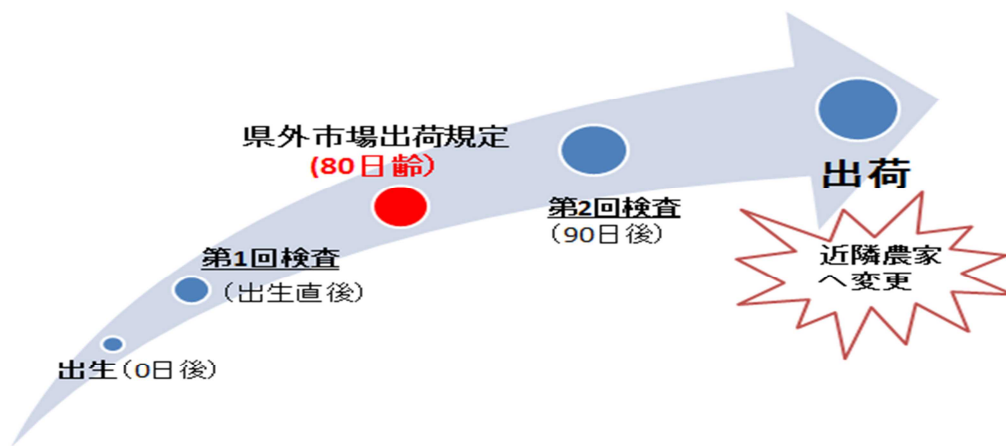 県外市場出荷規定
(80日齢)
出荷
第2回検査
(90日後)
近隣農家
へ変更
第1回検査
(出生直後)
出生(0日後)